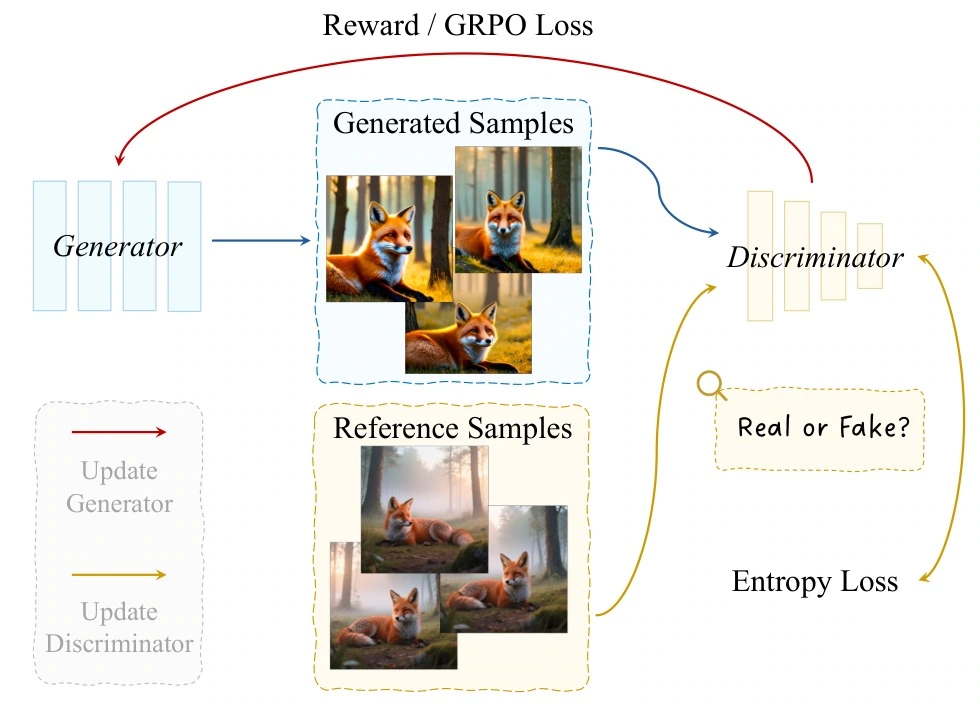 Reward / GRPO Loss
Generated Samples
Generator
Discriminator
Real or Fake?
Reference Samples
Update
Generator
Update
Discriminator
Entropy Loss